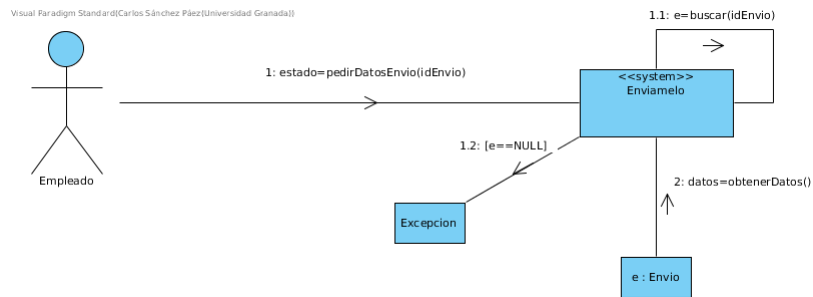 Visual Paradigm Standard(Carlos Sánchez Páez(Universidad Granada))
1.1: e=buscar(idEnvio)
1: estado=pedirDatosEnvio(idEnvio)
<<system>>
Enviamelo
1.2: [e==NULL]
Empleado
2: datos=obtenerDatos()
Excepcion
e : Envio